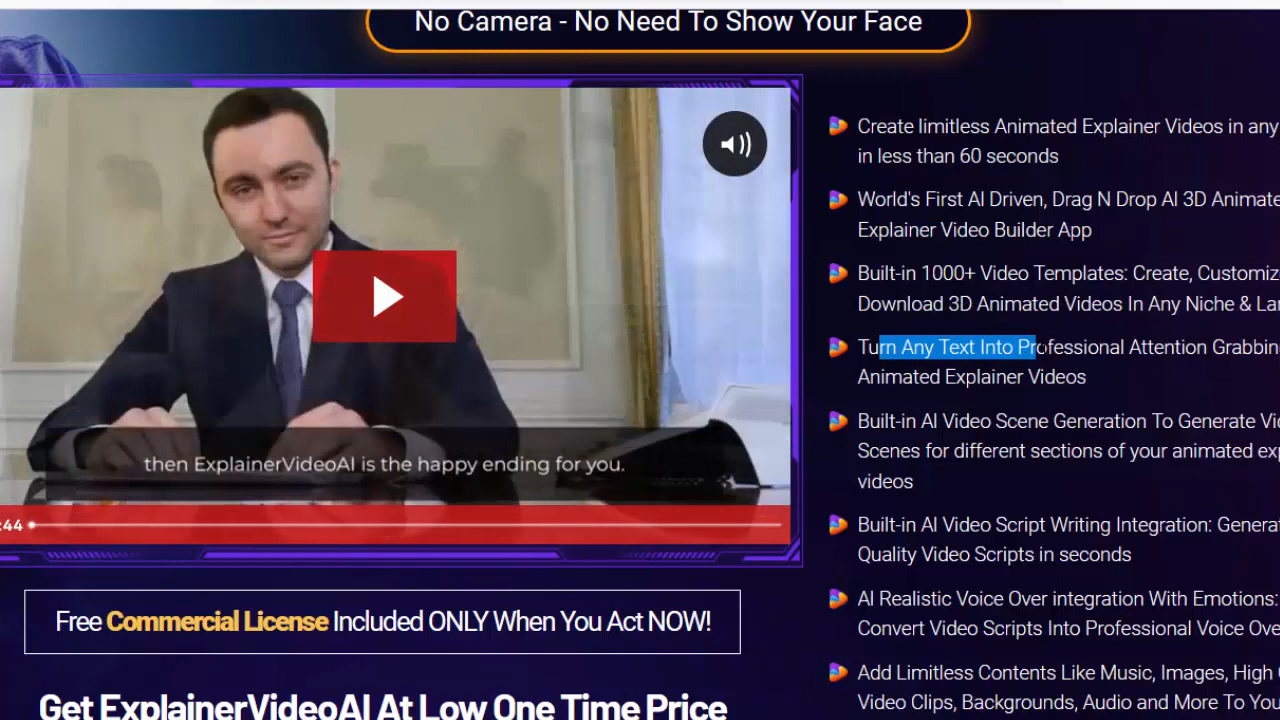 No Camera - No Need To Show Your Face
then ExplainerVideoAI is the happy ending for you.
:44
Free Commercial License Included ONLY When You Act NOW!
Get ExplainerVideoAI At Low One Time Price
Create limitless Animated Explainer Videos in any
in less than 60 seconds
World's First AI Driven, Drag N Drop AI 3D Animate
Explainer Video Builder App
Built-in 1000+ Video Templates: Create, Customiz
Download 3D Animated Videos In Any Niche & La
Turn Any Text Into Professional Attention Grabbin
Animated Explainer Videos
Built-in AI Video Scene Generation To Generate Vi
Scenes for different sections of your animated exp
videos
Built-in AI Video Script Writing Integration: Genera
Quality Video Scripts in seconds
AI Realistic Voice Over integration With Emotions:
Convert Video Scripts Into Professional Voice Ove
Add Limitless Contents Like Music, Images, High
Video Clips, Backgrounds, Audio and More To You